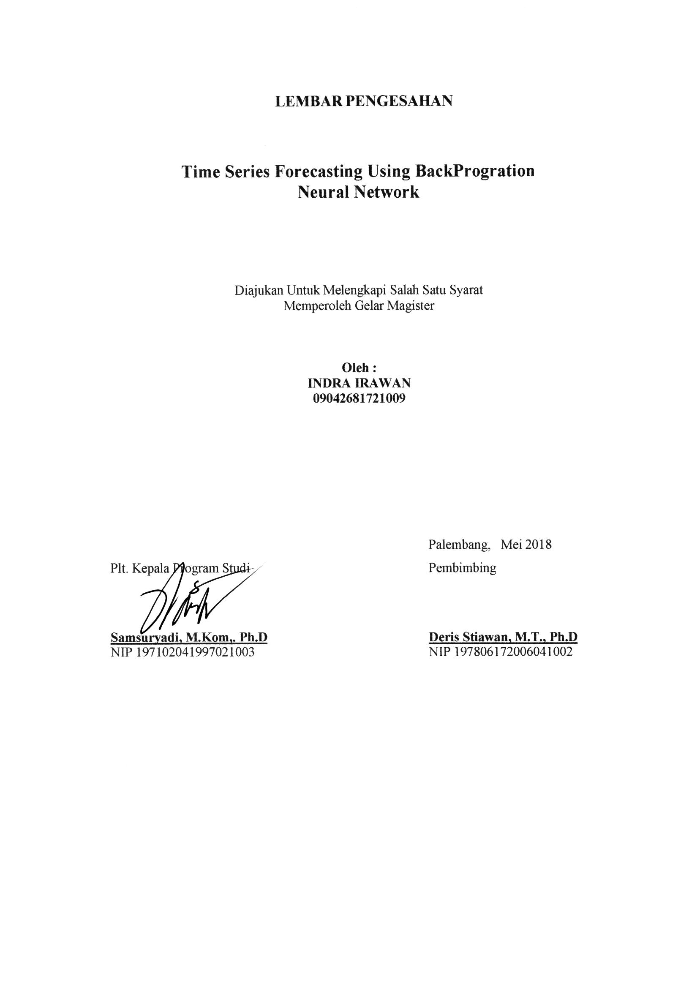 LEMBAR PENGESAHAN
Time Series Forecasting Using BackProgration
Neural Network
Diajukan Untuk Melengkapi Salah Satu Syarat
Memperoleh Gelar Magister
Oleh :
INDRA IRAWAN
09042681721009
Palembang, Mei 2018
Plt. Kepala Program Studi
Pembimbing
Samsuryadi, M.Kom,. Ph.D
NIP 197102041997021003
Deris Stiawan, M.T., Ph.D
NIP 197806172006041002